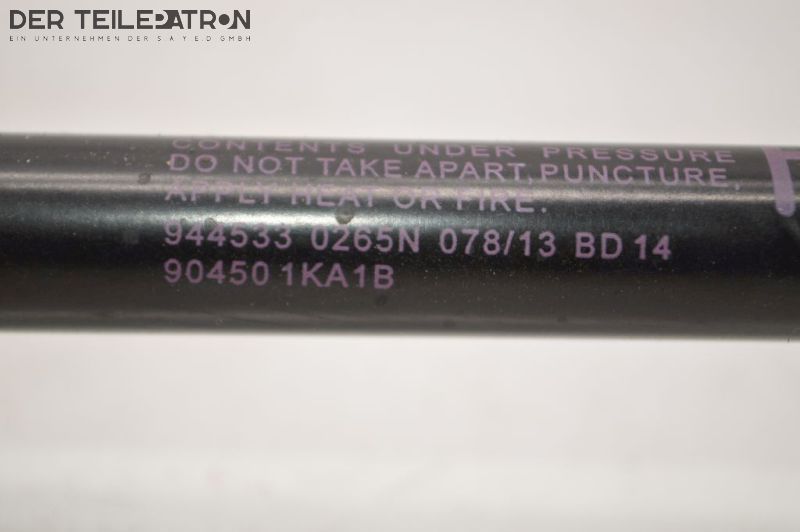 DER TEILEPATRON
EIN UNTERNEHMEN DER S A Y E.D GMBH
CONTENTS UNDER PRESSURE
DO NOT TAKE APART, PUNCTURE,
APPLY HEAT OR FIRE.
944533 0265N 078/13 BD 14
90450 1KA1B